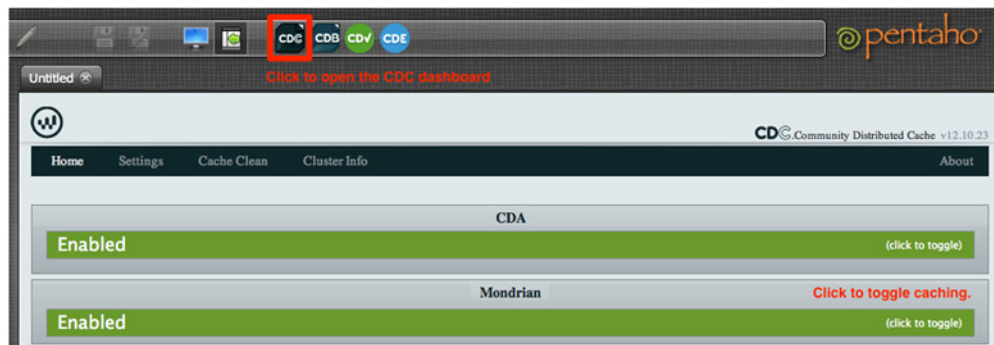 CDC CDB CDV CDE
pentaho
Untitled
Click to open the CDC dashboard
CDC.Community Distributed Cache v12.10.23
Home Settings Cache Clean Cluster Info About
CDA
Enabled (click to toggle)
Mondrian
Click to toggle caching.
Enabled (click to toggle)